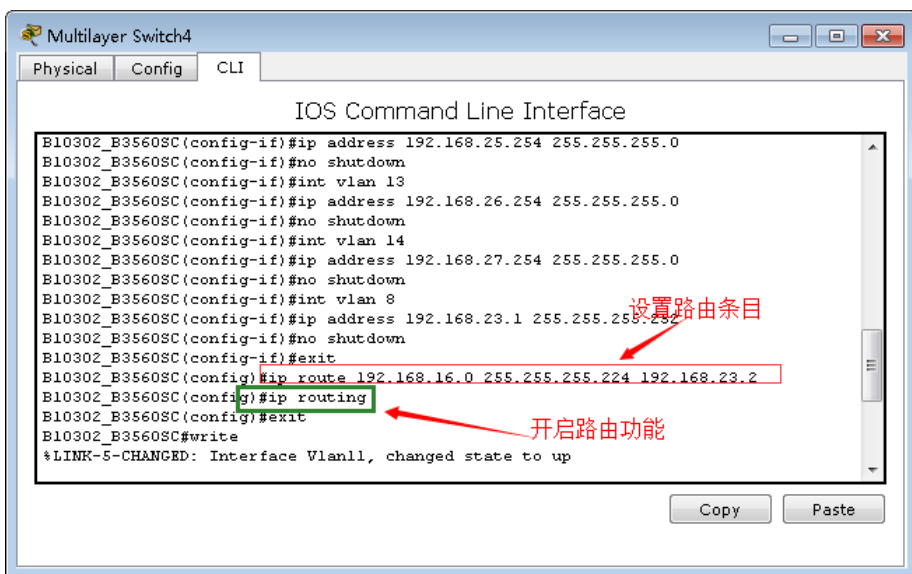 Multilayer Switch4
Physical Config CLI
IOS Command Line Interface
B10302_B3560SC(config-if)#ip address 192.168.25.254 255.255.255.0
B10302_B3560SC(config-if)#no shutdown
B10302_B3560SC(config-if)#int vlan 13
B10302_B3560SC(config-if)#ip address 192.168.26.254 255.255.255.0
B10302_B3560SC(config-if)#no shutdown
B10302_B3560SC(config-if)#int vlan 14
B10302_B3560SC(config-if)#ip address 192.168.27.254 255.255.255.0
B10302_B3560SC(config-if)#no shutdown
B10302_B3560SC(config-if)#int vlan 8
设置路由条目
B10302_B3560SC(config-if)#ip address 192.168.23.1 255.255.255.252
B10302_B3560SC(config-if)#no shutdown
B10302_B3560SC(config-if)#exit
B10302_B3560SC(config)#ip route 192.168.16.0 255.255.255.224 192.168.23.2
B10302_B3560SC(config)#ip routing
B10302_B3560SC(config)#exit
开启路由功能
B10302_B3560SC#write
%LINK-5-CHANGED: Interface Vlan11, changed state to up
Copy Paste